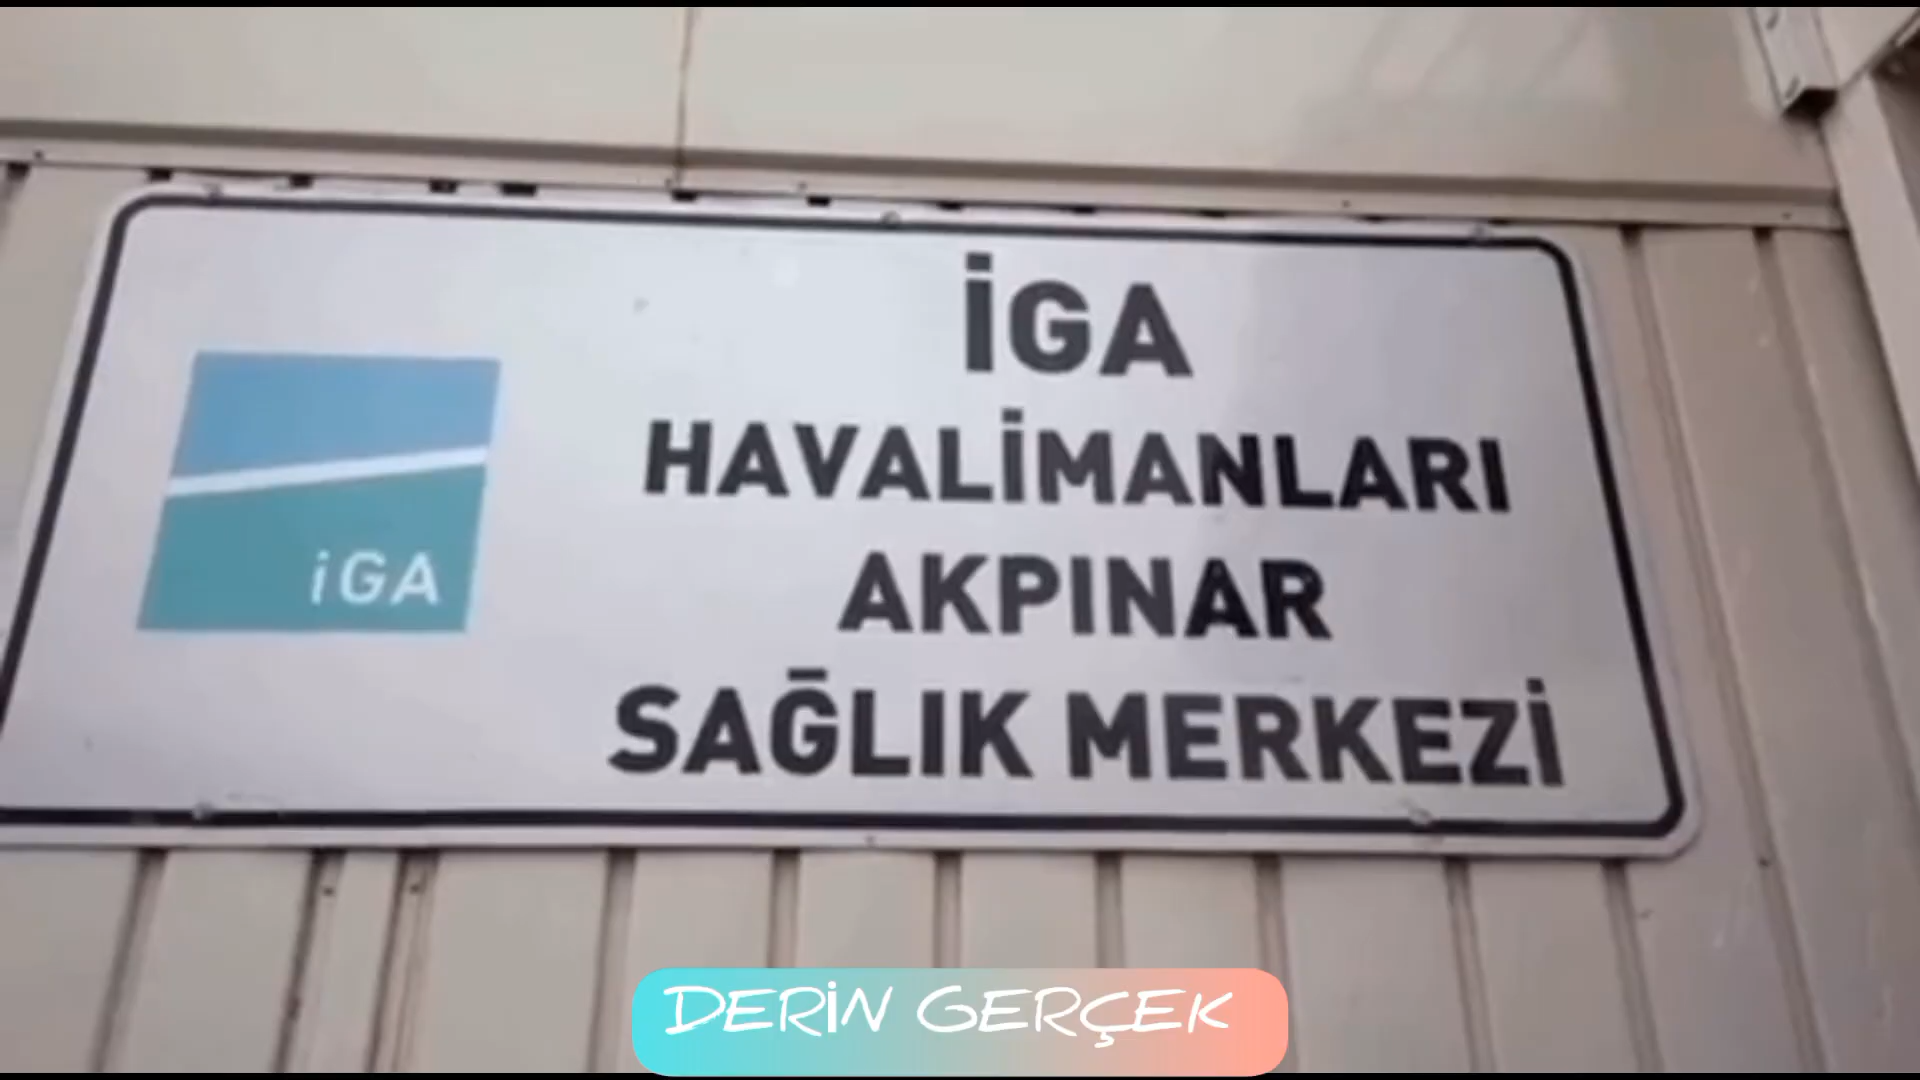 İGA
HAVALİMANLARI
AKPINAR
SAĞLIK MERKEZİ
iGA
DERİN GERÇEK